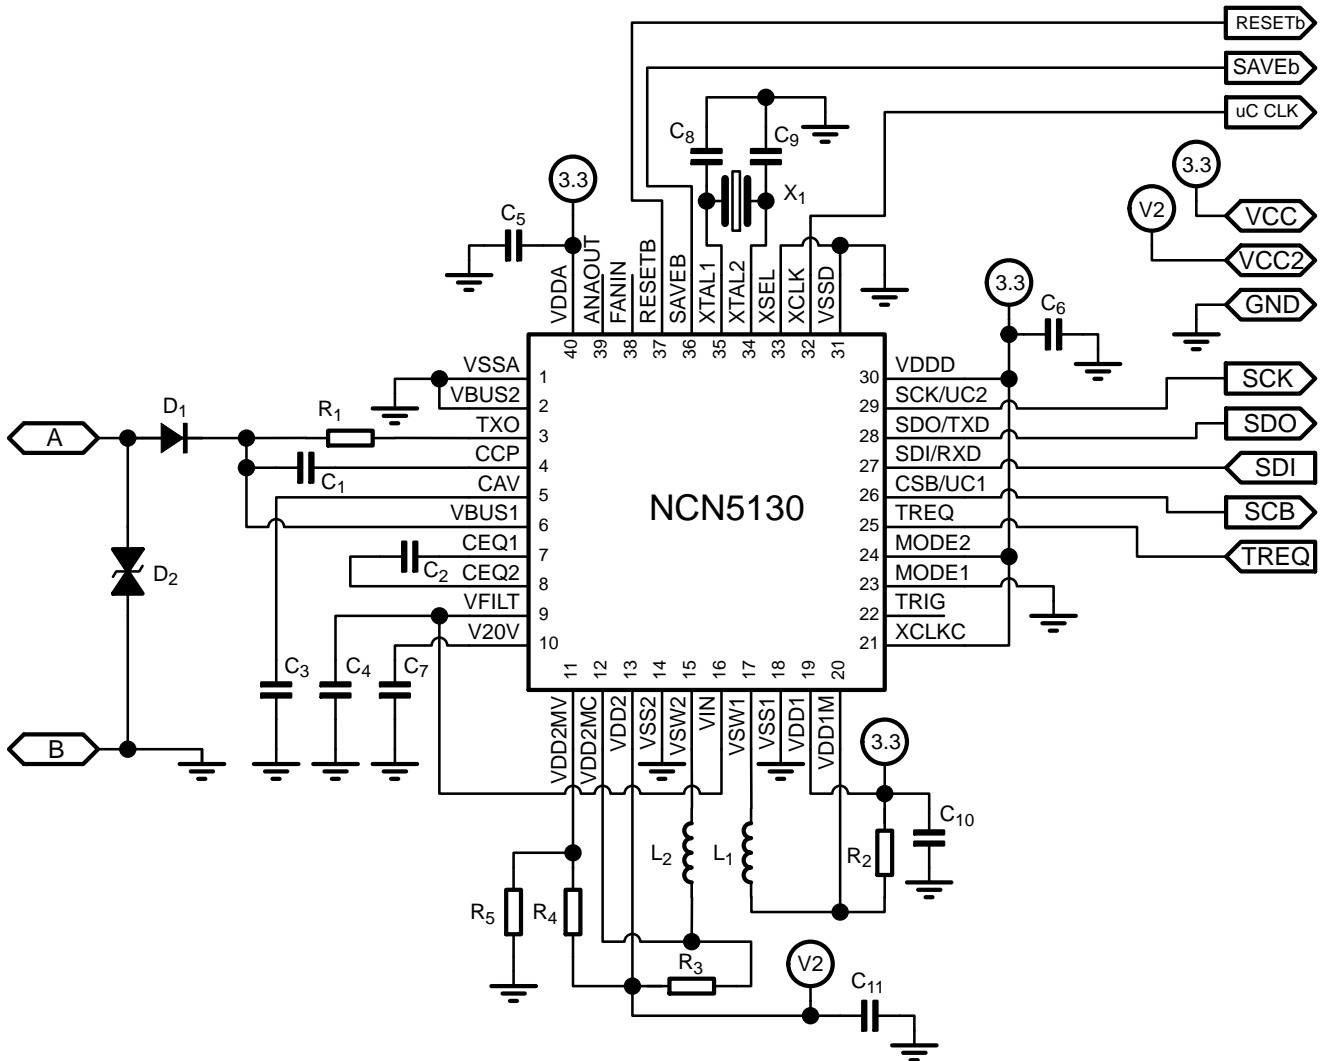 RESETb
SAVEb
uC CLK
C8
C9
3.3
X1
3.3
VCC
V2
VCC2
GND
C5
VDDA
ANAOUT
FANIN
RESETB
SAVEB
XTAL1
XTAL2
XSEL
XCLK
VSSD
3.3
C6
40
39
38
37
36
35
34
33
32
31
VSSA
1
30
VDDD
VBUS2
2
29
SCK/UC2
SCK
TXO
3
28
SDO/TXD
SDO
CCP
4
27
SDI/RXD
SDI
CAV
5
26
CSB/UC1
SCB
VBUS1
6
25
TREQ
TREQ
CEQ1
7
24
MODE2
CEQ2
8
23
MODE1
VFILT
9
22
TRIG
V20V
10
21
XCLKC
NCN5130
A
D1
R1
C1
C2
D2
C3
C4
C7
B
11
12
13
14
15
16
17
18
19
20
VDD2MV
VDD2MC
VDD2
VSS2
VSW2
VIN
VSW1
VSS1
VDD1
VDD1M
3.3
C10
L2
L1
R2
R5
R4
R3
V2
C11